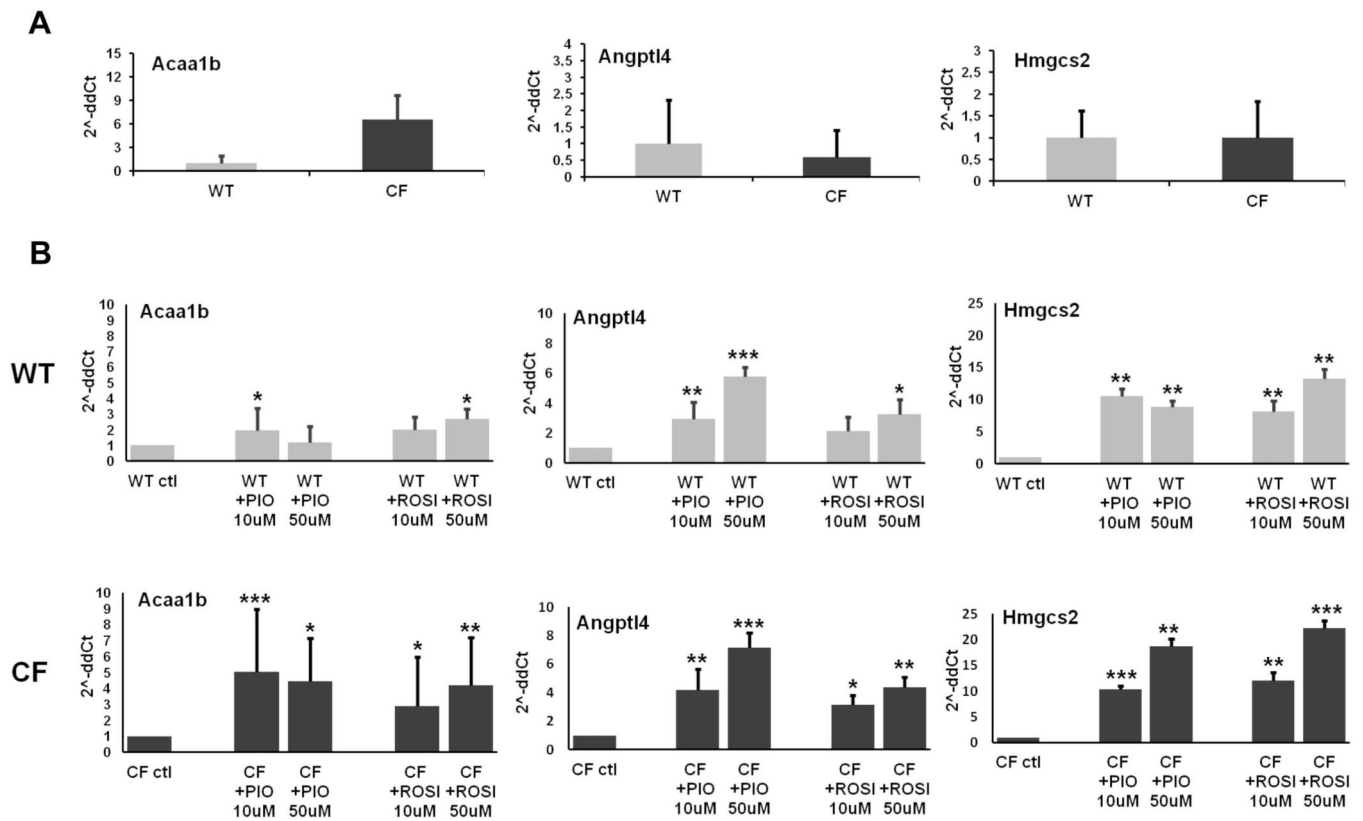 A
Acaa1b
2^-ddCt
15
12
9
6
3
0
WT
CF
Angptl4
2^-ddCt
4
3,5
3
2,5
2
1,5
1
0,5
0
WT
CF
Hmgcs2
2^-ddCt
3
2,5
2
1,5
1
0,5
0
WT
CF
B
WT
Acaa1b
2^-ddCt
10
9
8
7
6
5
4
3
2
1
0
*
*
WT ctl
WT WT WT WT
+PIO +PIO +ROSI +ROSI
10uM 50uM 10uM 50uM
Angptl4
2^-ddCt
10
8
6
4
2
0
**
***
*
WT ctl
WT WT WT WT
+PIO +PIO +ROSI +ROSI
10uM 50uM 10uM 50uM
Hmgcs2
2^-ddCt
25
20
15
10
5
0
**
**
**
**
WT ctl
WT WT WT WT
+PIO +PIO +ROSI +ROSI
10uM 50uM 10uM 50uM
CF
Acaa1b
2^-ddCt
10
9
8
7
6
5
4
3
2
1
0
***
*
*
**
CF ctl
CF CF CF CF
+PIO +PIO +ROSI +ROSI
10uM 50uM 10uM 50uM
Angptl4
2^-ddCt
10
8
6
4
2
0
**
***
*
**
CF ctl
CF CF CF CF
+PIO +PIO +ROSI +ROSI
10uM 50uM 10uM 50uM
Hmgcs2
2^-ddCt
25
20
15
10
5
0
***
**
**
***
CF ctl
CF CF CF CF
+PIO +PIO +ROSI +ROSI
10uM 50uM 10uM 50uM